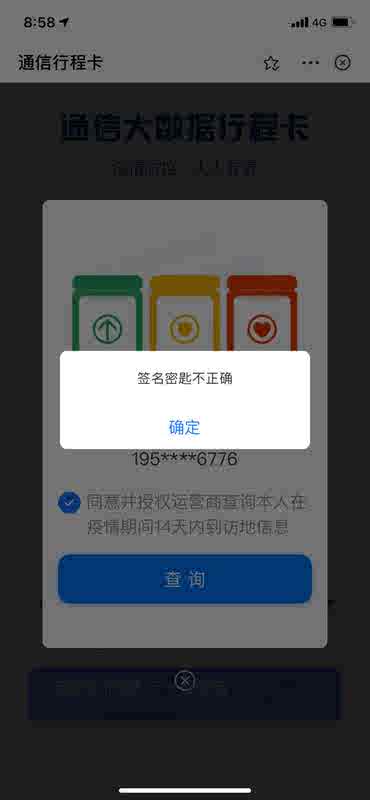 8:58
4G
通信行程卡
通信大数据行程卡
签名密匙不正确
确定
195****6776
同意并授权运营商查询本人在
疫情期间14天内到访地信息
查询